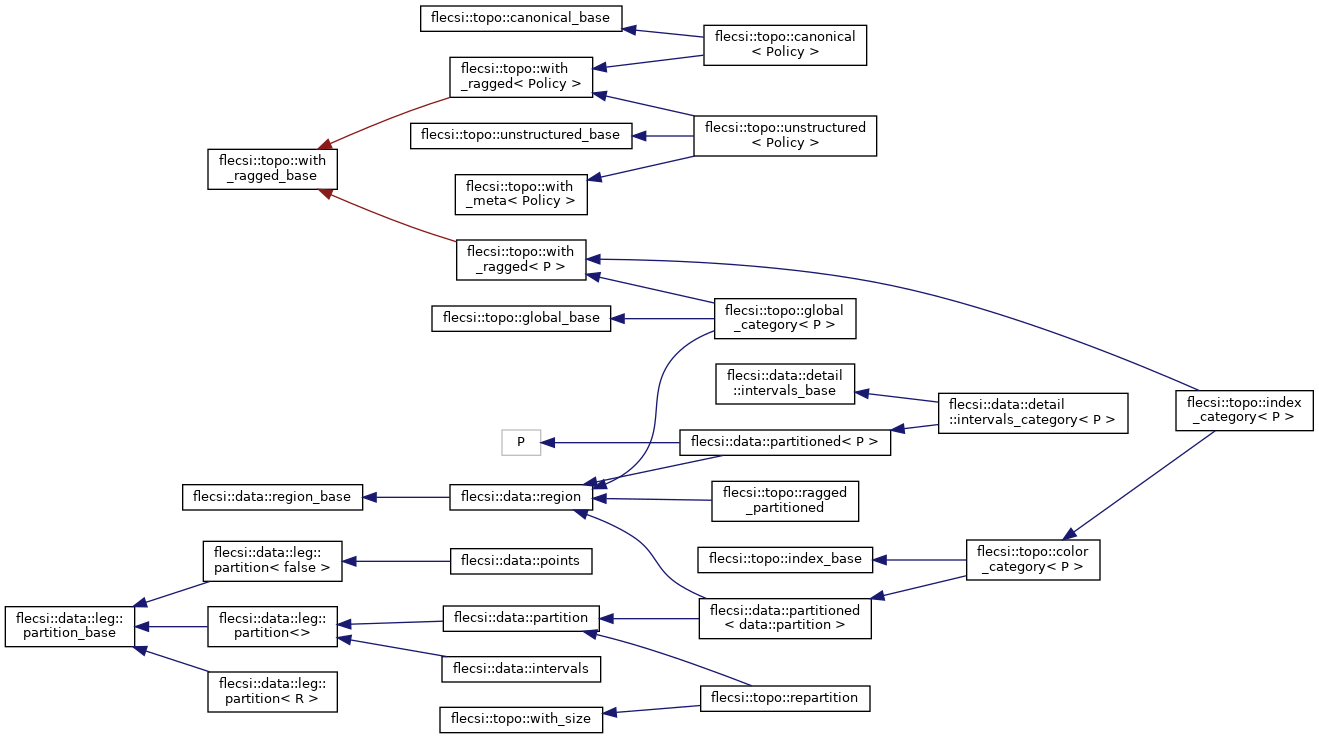 flecsi::topo::canonical_base
flecsi::topo::canonical
< Policy >
flecsi::topo::with
_ragged< Policy >
flecsi::topo::unstructured_base
flecsi::topo::unstructured
< Policy >
flecsi::topo::with
_ragged_base
flecsi::topo::with
_meta< Policy >
flecsi::topo::with
_ragged< P >
flecsi::topo::global_base
flecsi::topo::global
_category< P >
flecsi::data::detail
::intervals_base
flecsi::data::detail
::intervals_category< P >
flecsi::topo::index
_category< P >
P
flecsi::data::partitioned< P >
flecsi::data::region_base
flecsi::data::region
flecsi::topo::ragged
_partitioned
flecsi::data::leg::
partition< false >
flecsi::data::points
flecsi::topo::index_base
flecsi::topo::color
_category< P >
flecsi::data::leg::
partition_base
flecsi::data::leg::
partition<>
flecsi::data::partition
flecsi::data::partitioned
< data::partition >
flecsi::data::intervals
flecsi::data::leg::
partition< R >
flecsi::topo::repartition
flecsi::topo::with_size